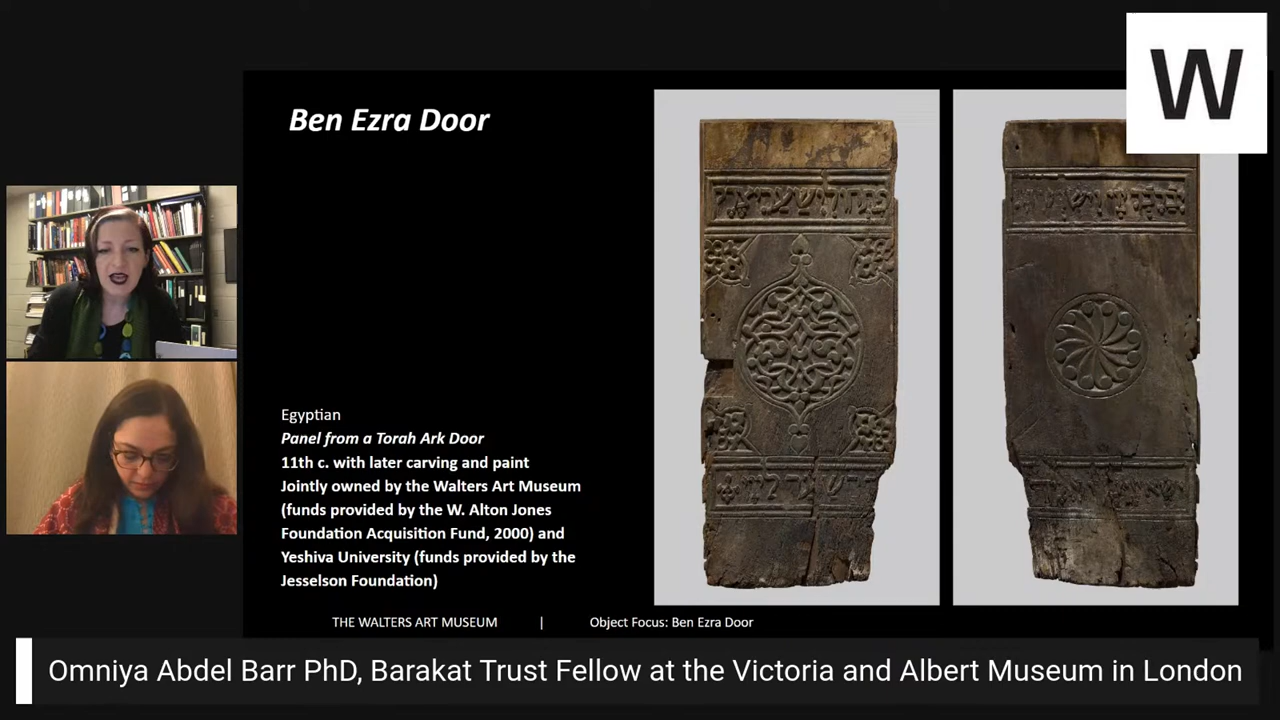 W
Ben Ezra Door
Egyptian
Panel from a Torah Ark Door
11th c. with later carving and paint
Jointly owned by the Walters Art Museum
(funds provided by the W. Alton Jones
Foundation Acquisition Fund, 2000) and
Yeshiva University (funds provided by the
Jesselson Foundation)
THE WALTERS ART MUSEUM | Object Focus: Ben Ezra Door
Omniya Abdel Barr PhD, Barakat Trust Fellow at the Victoria and Albert Museum in London